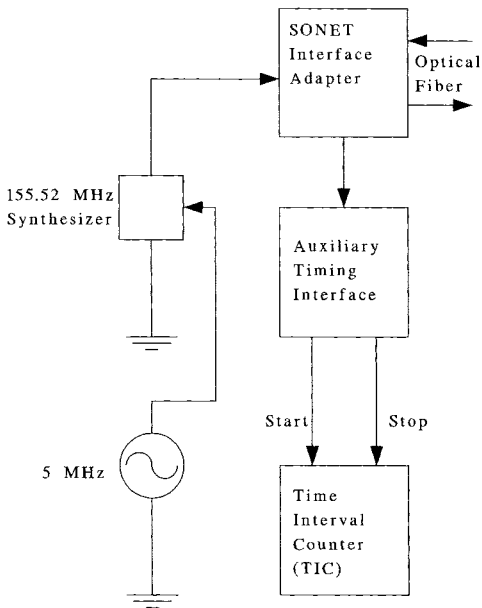 SONET
Interface
Adapter
Optical
Fiber
155.52 MHz
Synthesizer
Auxiliary
Timing
Interface
Start
Stop
5 MHz
Time
Interval
Counter
(TIC)